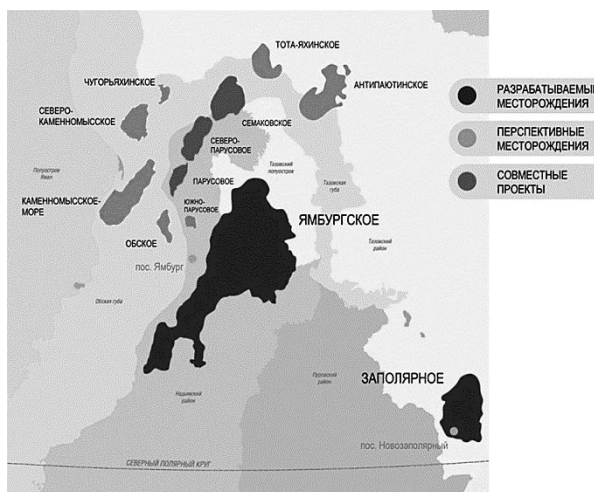 ТОТА-ЯХИНСКОЕ
ЧУГОРЬЯХИНСКОЕ
АНТИПАЮТИНСКОЕ
СЕВЕРО-
КАМЕННОМЫССКОЕ
СЕМАКОВСКОЕ
СЕВЕРО-
ПАРУСОВОЕ
Полуостров
Ямал
Тазовский
полуостров
Тазовская
губа
ПАРУСОВОЕ
КАМЕННОМЫССКОЕ-
МОРЕ
ЮЖНО-
ПАРУСОВОЕ
ЯМБУРГСКОЕ
ОБСКОЕ
Тазовский
район
пос. Ямбург
Обская губа
Надымский
район
Пуровский
район
ЗАПОЛЯРНОЕ
пос. Новозаполярный
СЕВЕРНЫЙ ПОЛЯРНЫЙ КРУГ
РАЗРАБАТЫВАЕМЫ
МЕСТОРОЖДЕНИЯ
ПЕРСПЕКТИВНЫЕ
МЕСТОРОЖДЕНИЯ
СОВМЕСТНЫЕ
ПРОЕКТЫ